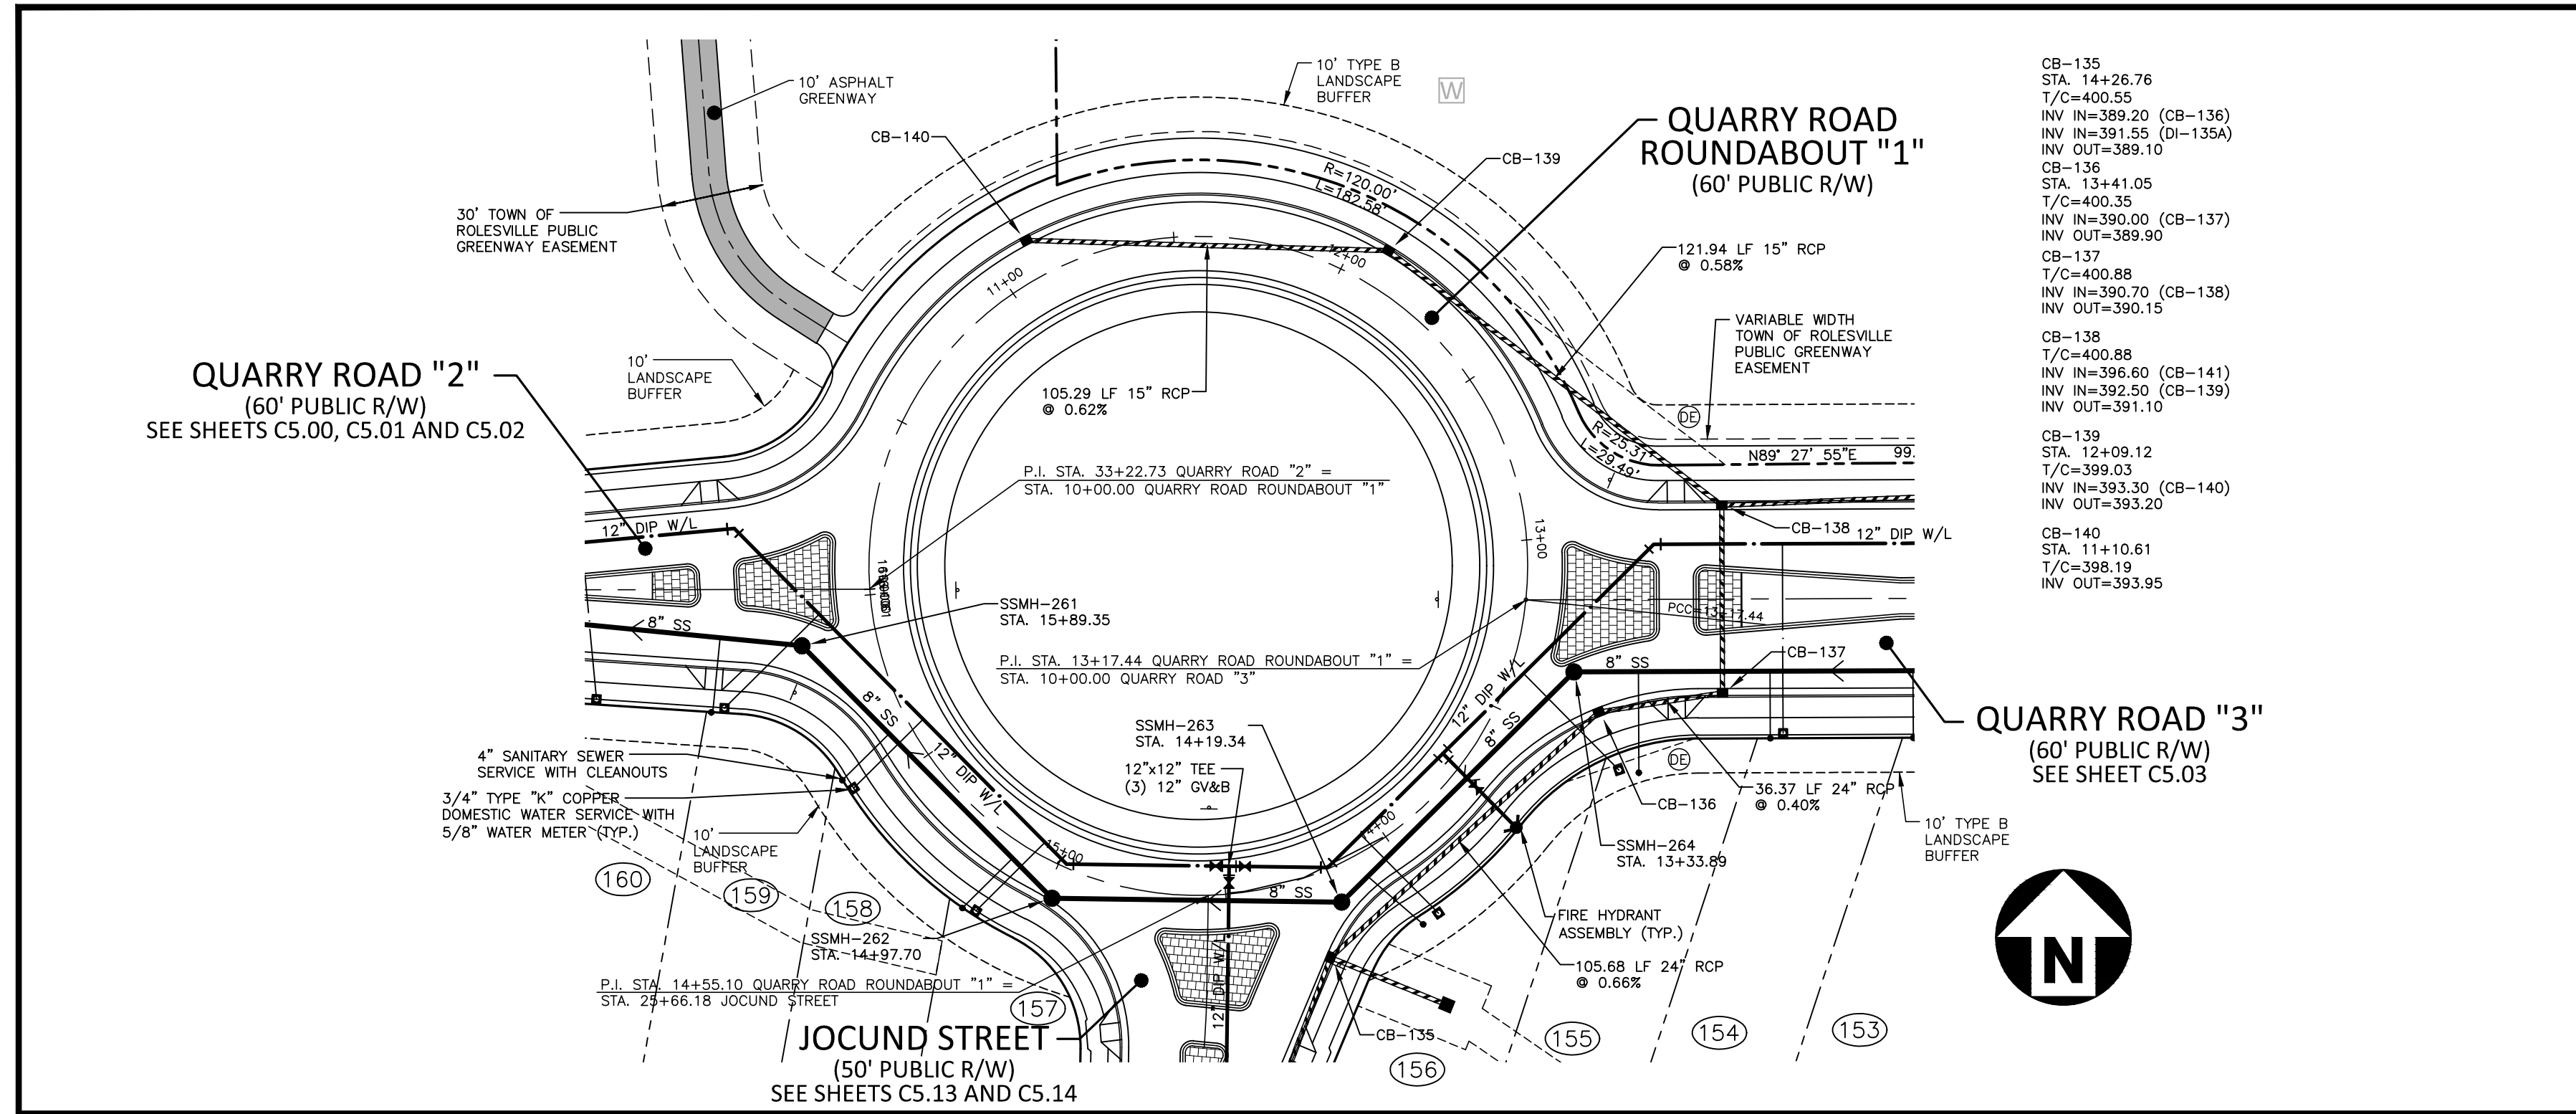 10' ASPHALT
GREENWAY
10' TYPE B
LANDSCAPE
BUFFER
W
CB-140
CB-139
QUARRY ROAD
ROUNDABOUT "1"
(60' PUBLIC R/W)
R=120.00'
L=182.58'
30' TOWN OF
ROLESVILLE PUBLIC
GREENWAY EASEMENT
121.94 LF 15" RCP
@ 0.58%
11+00
12+00
VARIABLE WIDTH
TOWN OF ROLESVILLE
PUBLIC GREENWAY
EASEMENT
QUARRY ROAD "2"
(60' PUBLIC R/W)
SEE SHEETS C5.00, C5.01 AND C5.02
10'
LANDSCAPE
BUFFER
105.29 LF 15" RCP
@ 0.62%
DE
R=25.31'
L=29.49'
N89° 27' 55"E
99.
P.I. STA. 33+22.73 QUARRY ROAD "2" =
STA. 10+00.00 QUARRY ROAD ROUNDABOUT "1"
12" DIP W/L
13+00
CB-138
12" DIP W/L
SSMH-261
STA. 15+89.35
PCC=13+17.44
8" SS
P.I. STA. 13+17.44 QUARRY ROAD ROUNDABOUT "1" =
STA. 10+00.00 QUARRY ROAD "3"
8" SS
CB-137
12" DIP W/L
8" SS
8" SS
12" DIP W/L
SSMH-263
STA. 14+19.34
12"x12" TEE
(3) 12" GV&B
QUARRY ROAD "3"
(60' PUBLIC R/W)
SEE SHEET C5.03
4" SANITARY SEWER
SERVICE WITH CLEANOUTS
3/4" TYPE "K" COPPER
DOMESTIC WATER SERVICE WITH
5/8" WATER METER (TYP.)
10'
LANDSCAPE
BUFFER
DE
36.37 LF 24" RCP
@ 0.40%
CB-136
10' TYPE B
LANDSCAPE
BUFFER
14+00
15+00
SSMH-264
STA. 13+33.89
160
159
158
8" SS
FIRE HYDRANT
ASSEMBLY (TYP.)
SSMH-262
STA. 14+97.70
12" DIP W/L
105.68 LF 24" RCP
@ 0.66%
P.I. STA. 14+55.10 QUARRY ROAD ROUNDABOUT "1" =
STA. 25+66.18 JOCUND STREET
157
CB-135
156
155
154
153
JOCUND STREET
(50' PUBLIC R/W)
SEE SHEETS C5.13 AND C5.14
N
CB-135
STA. 14+26.76
T/C=400.55
INV IN=389.20 (CB-136)
INV IN=391.55 (DI-135A)
INV OUT=389.10
CB-136
STA. 13+41.05
T/C=400.35
INV IN=390.00 (CB-137)
INV OUT=389.90
CB-137
T/C=400.88
INV IN=390.70 (CB-138)
INV OUT=390.15
CB-138
T/C=400.88
INV IN=396.60 (CB-141)
INV IN=392.50 (CB-139)
INV OUT=391.10
CB-139
STA. 12+09.12
T/C=399.03
INV IN=393.30 (CB-140)
INV OUT=393.20
CB-140
STA. 11+10.61
T/C=398.19
INV OUT=393.95